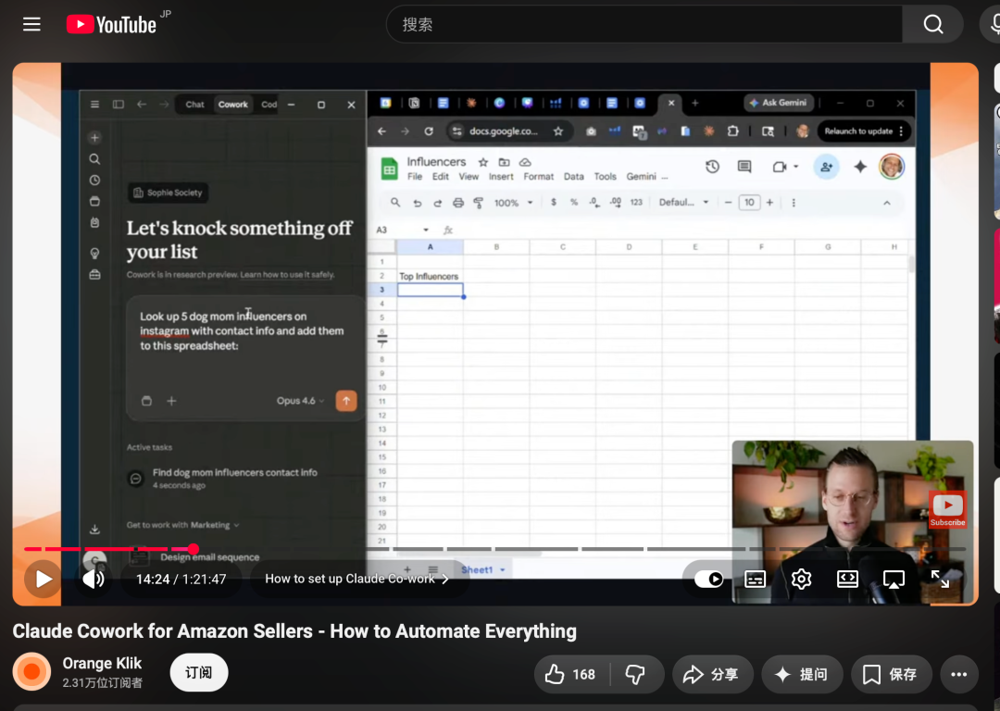 YouTube JP
搜索
Chat Cowork Cod
Ask Gemini
docs.google.co...
Relaunch to update
Sophie Society
Let's knock something off
your list
Cowork is in research preview. Learn how to use it safely.
Look up 5 dog mom influencers on
instagram with contact info and add them
to this spreadsheet:
Opus 4.6
Active tasks
Find dog mom influencers contact info
4 seconds ago
Get to work with Marketing
Design email sequence
Influencers
File Edit View Insert Format Data Tools Gemini ...
100% $ % .0 .00 123 Defaul... 10
A3 fx
A B C D E F G H
1
2 Top Influencers
3
4
5
6
7
8
9
10
11
12
13
14
15
16
17
18
19
20
21
Sheet1
Subscribe
14:24 / 1:21:47
How to set up Claude Co-work
Claude Cowork for Amazon Sellers - How to Automate Everything
Orange Klik
2.31万位订阅者
订阅
168
分享
提问
保存